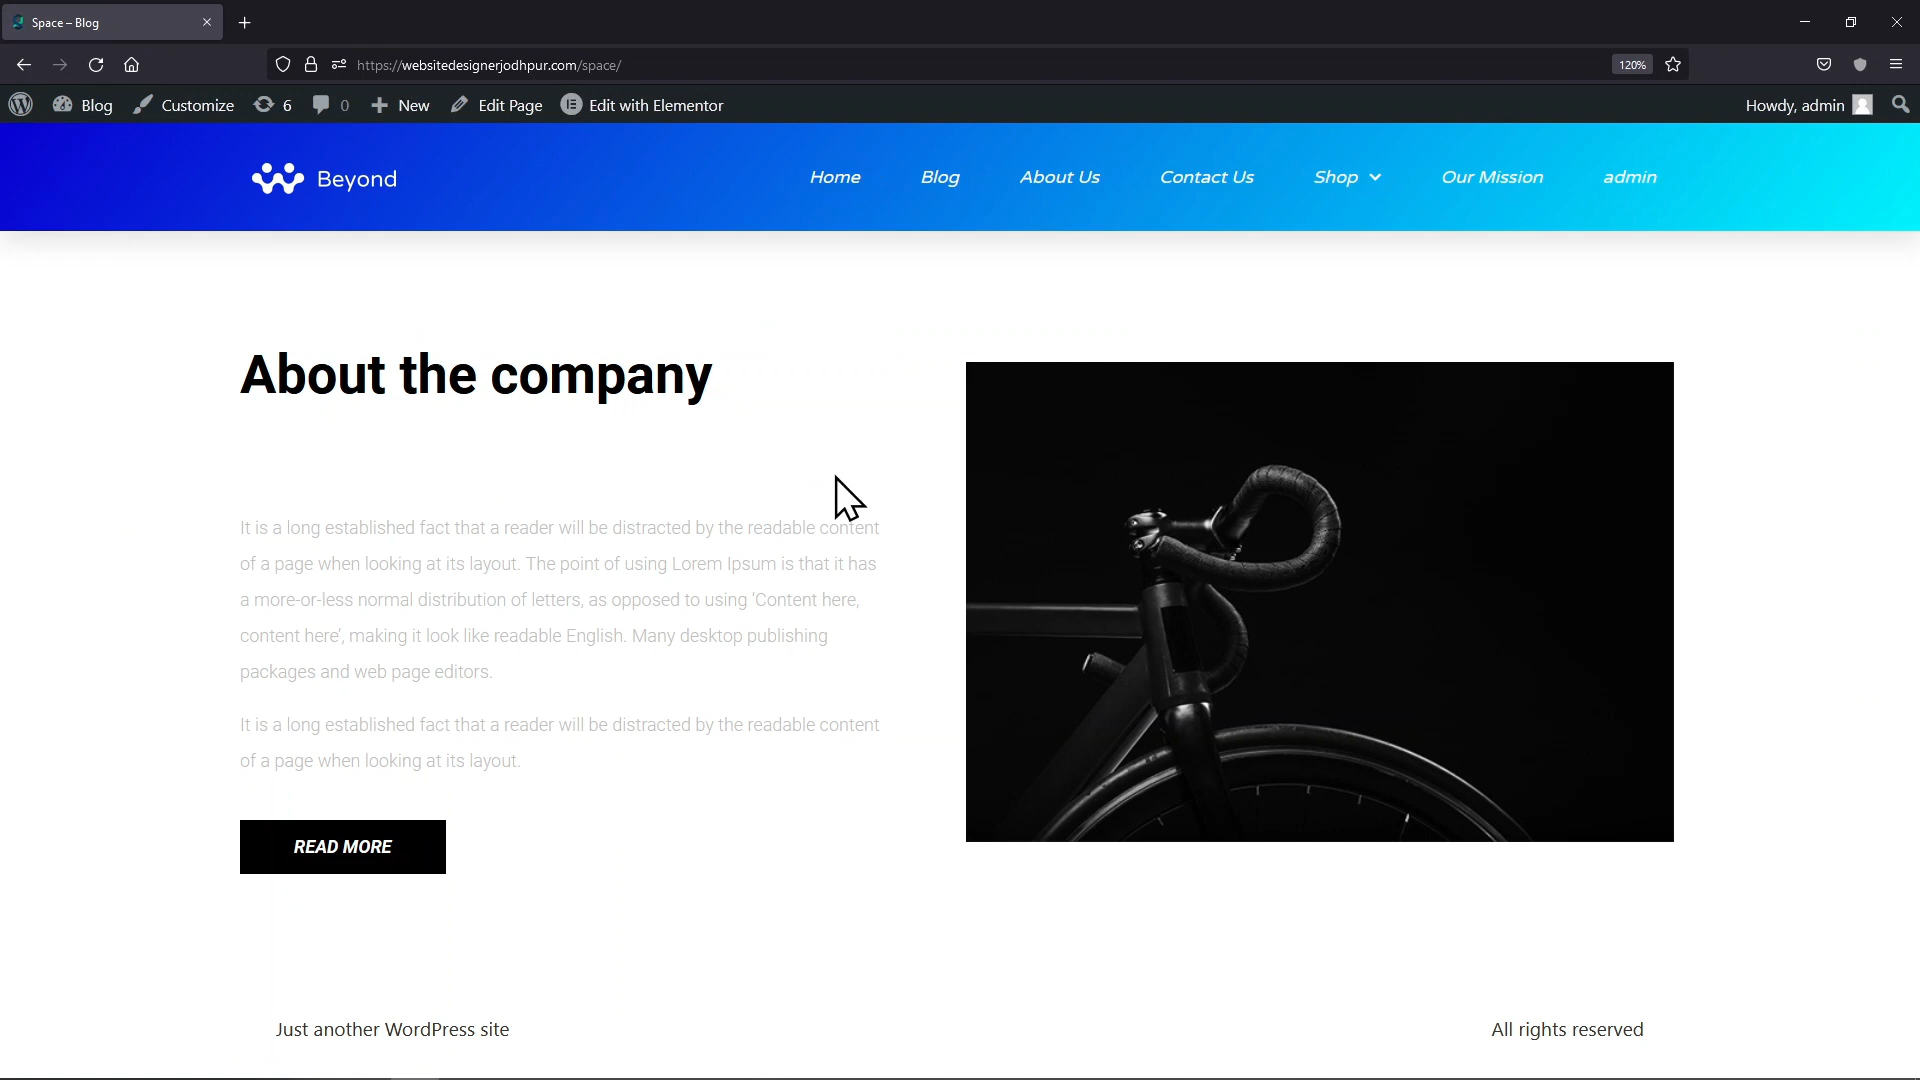 Space – Blog
https://websitedesignerjodhpur.com/space/
120%
Blog
Customize
6
0
New
Edit Page
Edit with Elementor
Howdy, admin
Beyond
Home
Blog
About Us
Contact Us
Shop
Our Mission
admin
About the company
It is a long established fact that a reader will be distracted by the readable content
of a page when looking at its layout. The point of using Lorem Ipsum is that it has
a more-or-less normal distribution of letters, as opposed to using ‘Content here,
content here’, making it look like readable English. Many desktop publishing
packages and web page editors.
It is a long established fact that a reader will be distracted by the readable content
of a page when looking at its layout.
READ MORE
Just another WordPress site
All rights reserved